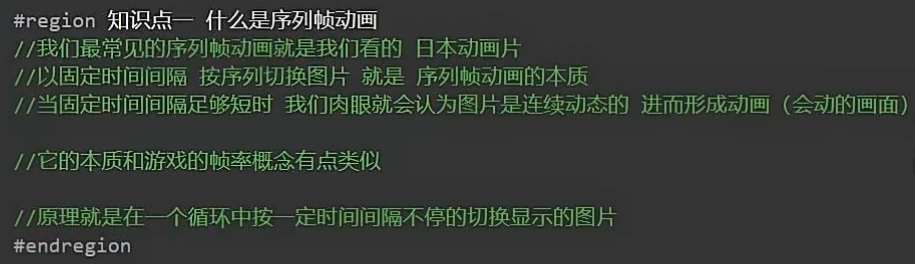 #region 知识点一 什么是序列帧动画
//我们最常见的序列帧动画就是我们看的 日本动画片
//以固定时间间隔 按序列切换图片 就是 序列帧动画的本质
//当固定时间间隔足够短时 我们肉眼就会认为图片是连续动态的 进而形成动画（会动的画面）
//它的本质和游戏的帧率概念有点类似
//原理就是在一个循环中按一定时间间隔不停的切换显示的图片
#endregion